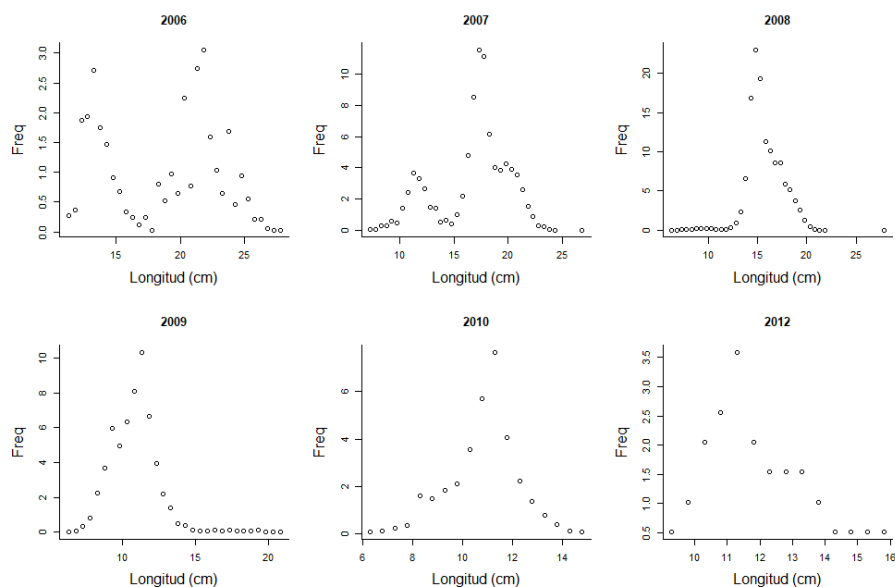 2006
2007
2008
Freq
0.0 0.5 1.0 1.5 2.0 2.5 3.0
15 20 25
Longitud (cm)
Freq
0 2 4 6 8 10
10 15 20 25
Longitud (cm)
Freq
0 5 10 15 20
10 15 20 25
Longitud (cm)
2009
2010
2012
Freq
0 2 4 6 8 10
10 15 20
Longitud (cm)
Freq
0 2 4 6
6 8 10 12 14
Longitud (cm)
Freq
0.5 1.0 1.5 2.0 2.5 3.0 3.5
10 11 12 13 14 15 16
Longitud (cm)